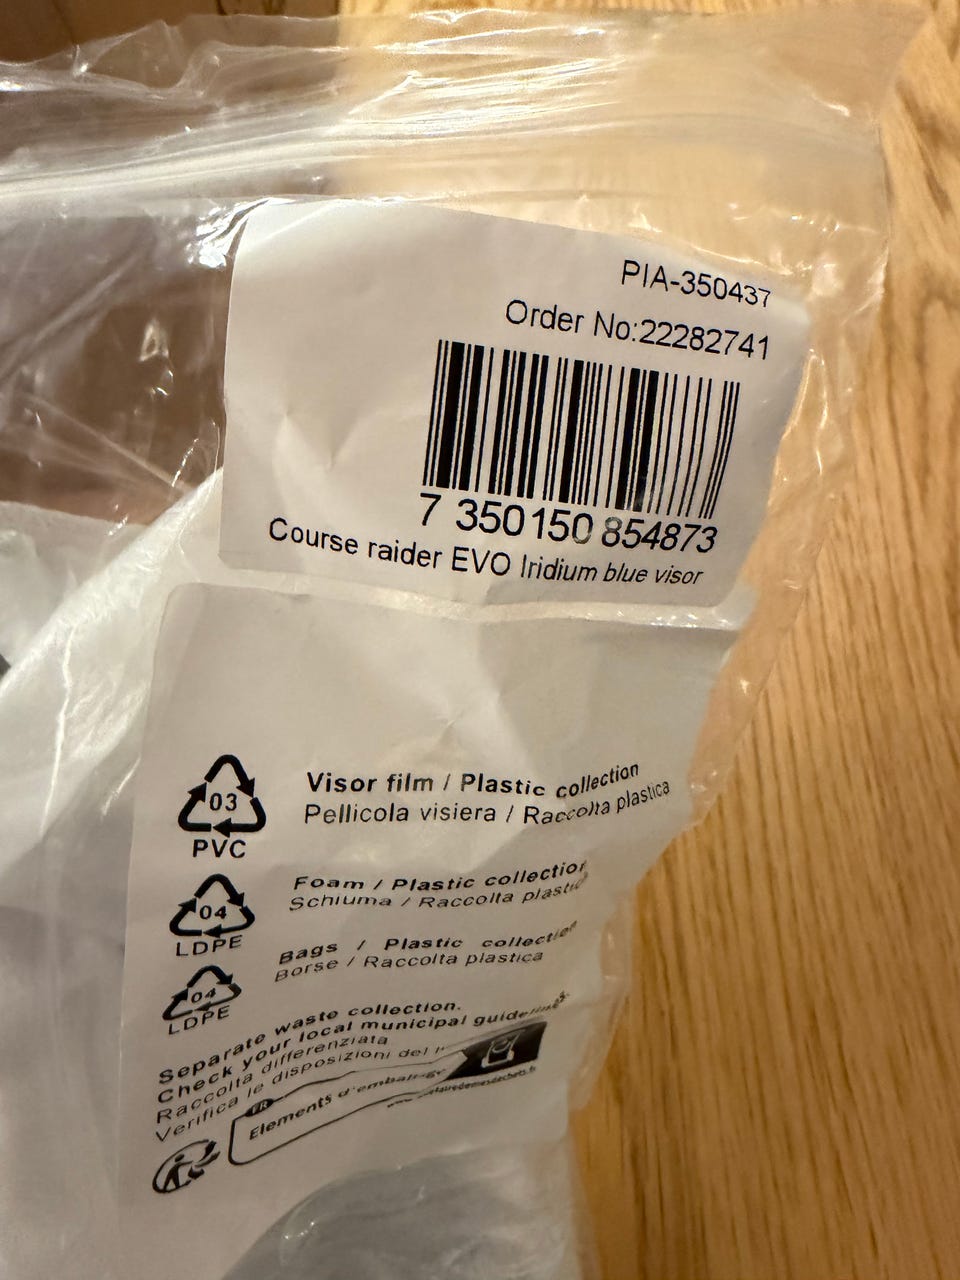 PIA-350437
Order No:22282741
7 350150 854873
Course raider EVO Iridium blue visor
03
PVC
Visor film / Plastic collection
Pellicola visiera / Raccolta plastica
04
LDPE
Foam / Plastic collection
Schiuma / Raccolta plastica
04
LDPE
Bags / Plastic collection
Borse / Raccolta plastica
Separate waste collection.
Check your local municipal guidelines.
Raccolta differenziata
Verifica le disposizioni del
FR
Elements d'emballage